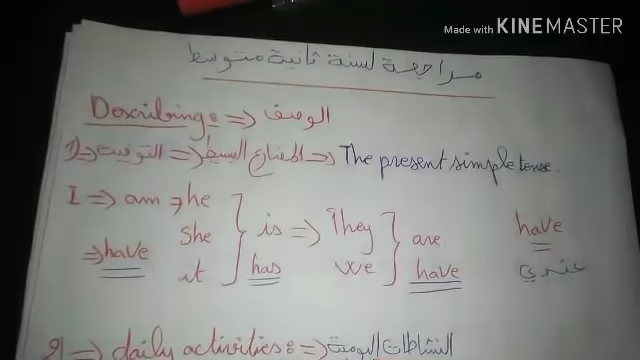 Made with KINEMASTER
مراجعة لسنة ثانية متوسط
Describing : => الوصف
1) => التوقيت => المضارع البسيط => The present simple tense.
I => am => he } is => They } are have
She We
=> have it has have عندي
2) => daily activities : => النشاطات اليومية